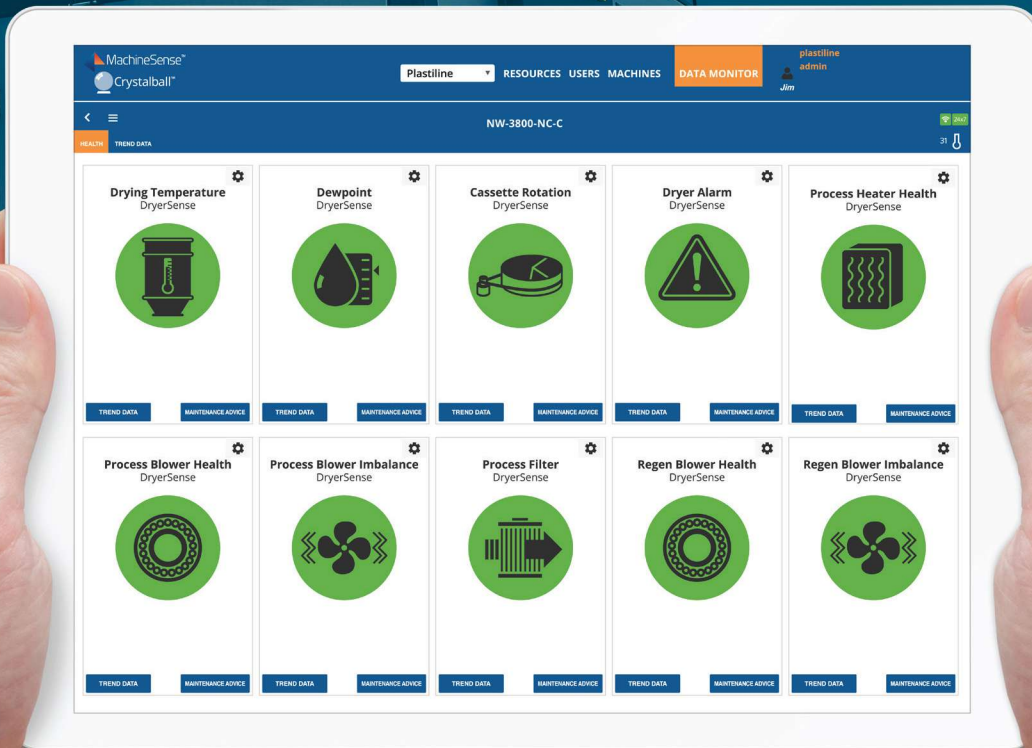 MachineSense™
Crystalball™
Plastiline
RESOURCES USERS MACHINES DATA MONITOR
Jim
plastiline
admin
NW-3800-NC-C
24x7
HEALTH TREND DATA
31
Drying Temperature
DryerSense
TREND DATA MAINTENANCE ADVICE
Dewpoint
DryerSense
TREND DATA MAINTENANCE ADVICE
Cassette Rotation
DryerSense
TREND DATA MAINTENANCE ADVICE
Dryer Alarm
DryerSense
TREND DATA MAINTENANCE ADVICE
Process Heater Health
DryerSense
TREND DATA MAINTENANCE ADVICE
Process Blower Health
DryerSense
TREND DATA MAINTENANCE ADVICE
Process Blower Imbalance
DryerSense
TREND DATA MAINTENANCE ADVICE
Process Filter
DryerSense
TREND DATA MAINTENANCE ADVICE
Regen Blower Health
DryerSense
TREND DATA MAINTENANCE ADVICE
Regen Blower Imbalance
DryerSense
TREND DATA MAINTENANCE ADVICE